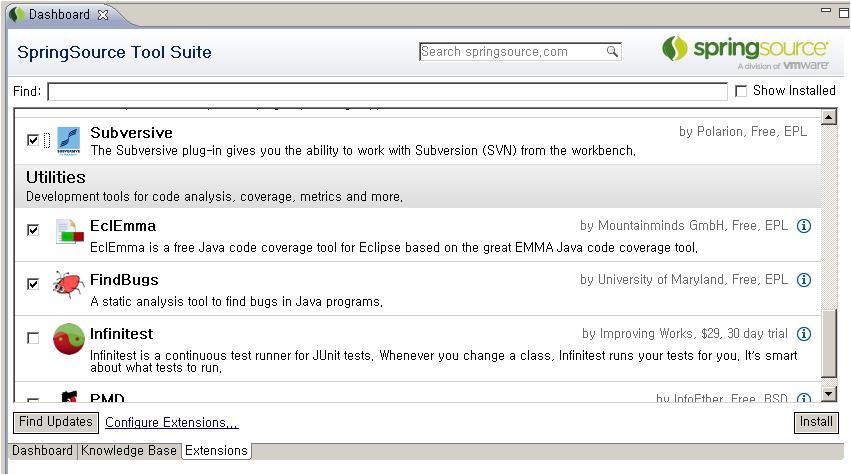 Dashboard
SpringSource Tool Suite
Search springsource.com
springsource
A division of vmware
Find:
Show Installed
Subversive
by Polarion, Free, EPL
SUBVERSIVE
The Subversive plug-in gives you the ability to work with Subversion (SVN) from the workbench.
Utilities
Development tools for code analysis, coverage, metrics and more.
EclEmma
by Mountainminds GmbH, Free, EPL
EclEmma is a free Java code coverage tool for Eclipse based on the great EMMA Java code coverage tool.
FindBugs
by University of Maryland, Free, EPL
A static analysis tool to find bugs in Java programs.
Infinitest
by Improving Works, $29, 30 day trial
Infinitest is a continuous test runner for JUnit tests. Whenever you change a class, Infinitest runs your tests for you. It's smart
about what tests to run.
PMD
by InfoEther, Free, BSD
Find Updates
Configure Extensions...
Install
Dashboard
Knowledge Base
Extensions